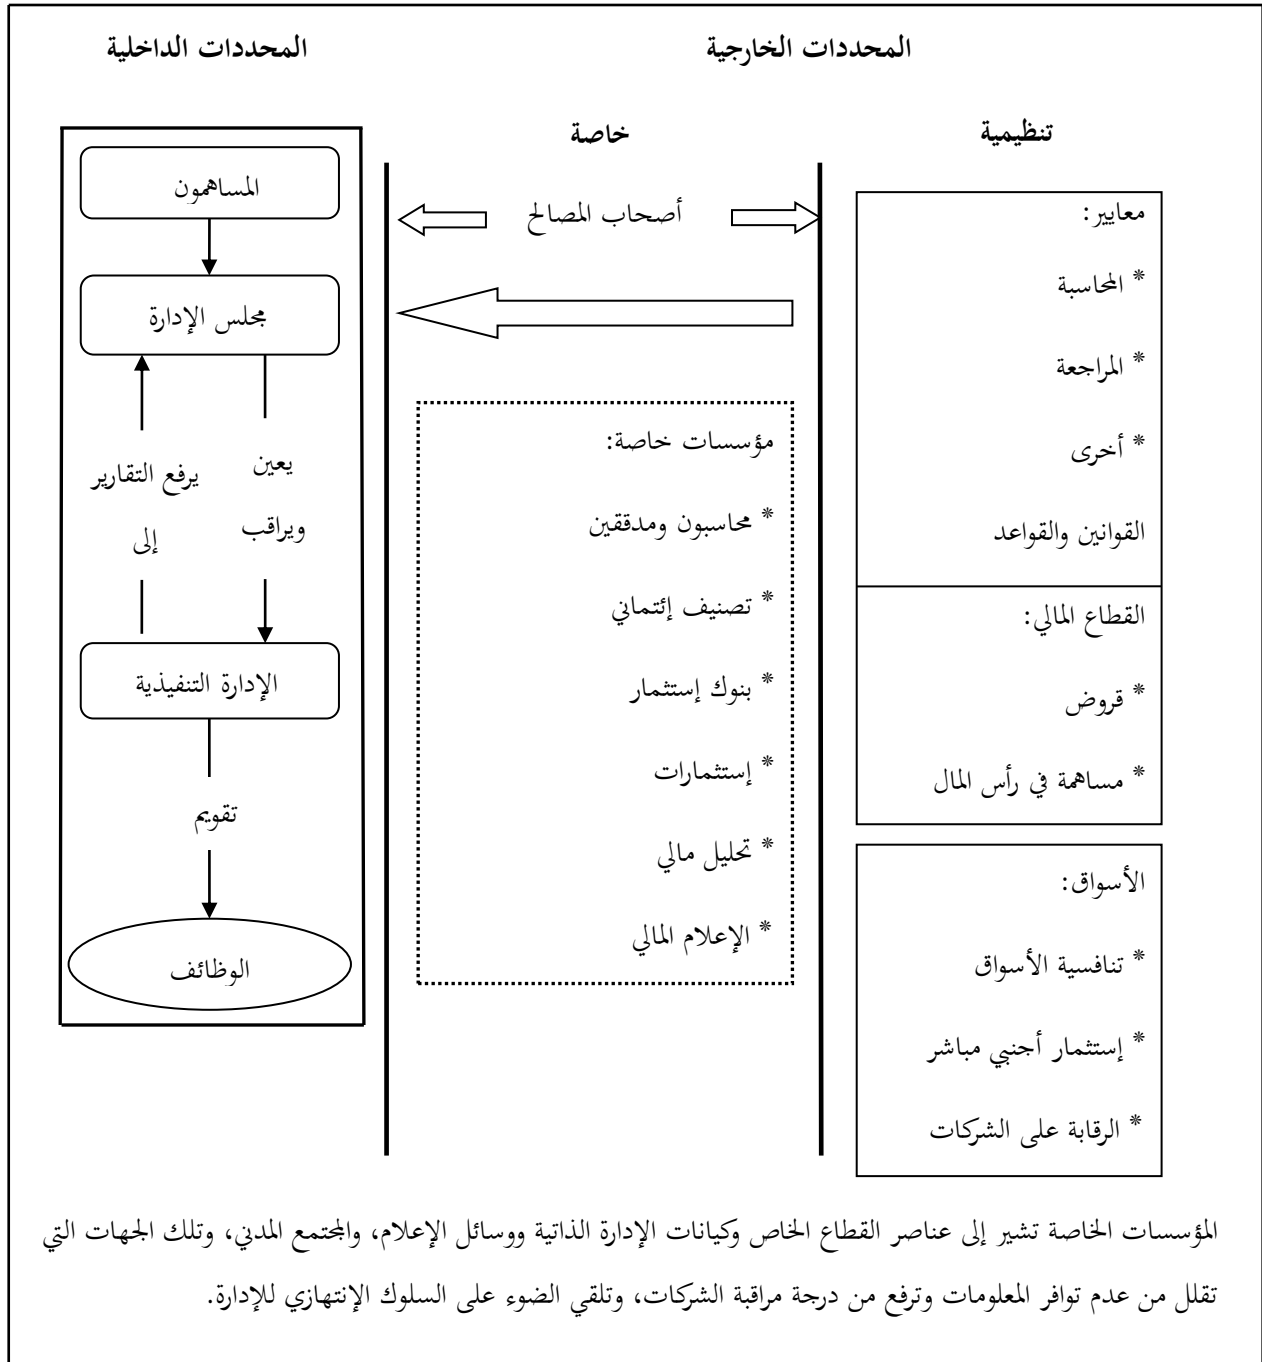 المحددات الخارجية
المحددات الداخلية
تنظيمية
خاصة
معايير:
* المحاسبة
* المراجعة
* أخرى
القوانين والقواعد
القطاع المالي:
* قروض
* مساهمة في رأس المال
الأسواق:
* تنافسية الأسواق
* إستثمار أجنبي مباشر
* الرقابة على الشركات
أصحاب المصالح
مؤسسات خاصة:
* محاسبون ومدققين
* تصنيف إئتماني
* بنوك إستثمار
* إستثمارات
* تحليل مالي
* الإعلام المالي
المساهمون
مجلس الإدارة
يعين
ويراقب
يرفع التقارير
إلى
الإدارة التنفيذية
تقويم
الوظائف
المؤسسات الخاصة تشير إلى عناصر القطاع الخاص وكيانات الإدارة الذاتية ووسائل الإعلام، والمجتمع المدني، وتلك الجهات التي
تقلل من عدم توافر المعلومات وترفع من درجة مراقبة الشركات، وتلقي الضوء على السلوك الإنتهازي للإدارة.